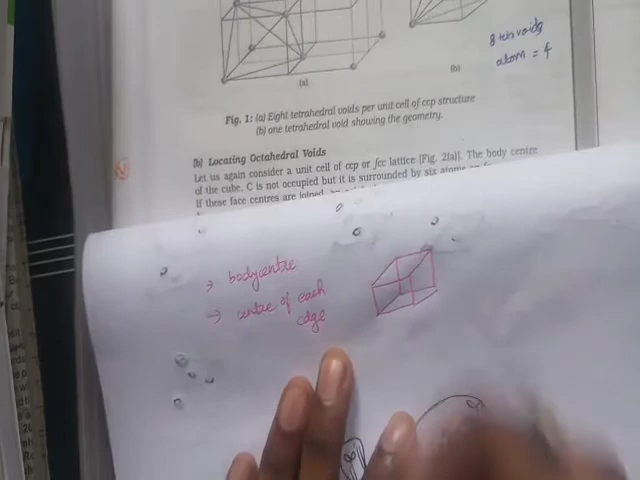 8 tet voids
atom = 4
(a)
(b)
Fig. 1: (a) Eight tetrahedral voids per unit cell of ccp structure
(b) one tetrahedral void showing the geometry.
(b) Locating Octahedral Voids
Let us again consider a unit cell of ccp or fcc lattice [Fig. 2(a)]. The body centre
of the cube, C is not occupied but it is surrounded by six atoms
If these face centres are joined,
→ bodycentre
→ centre of each
edge